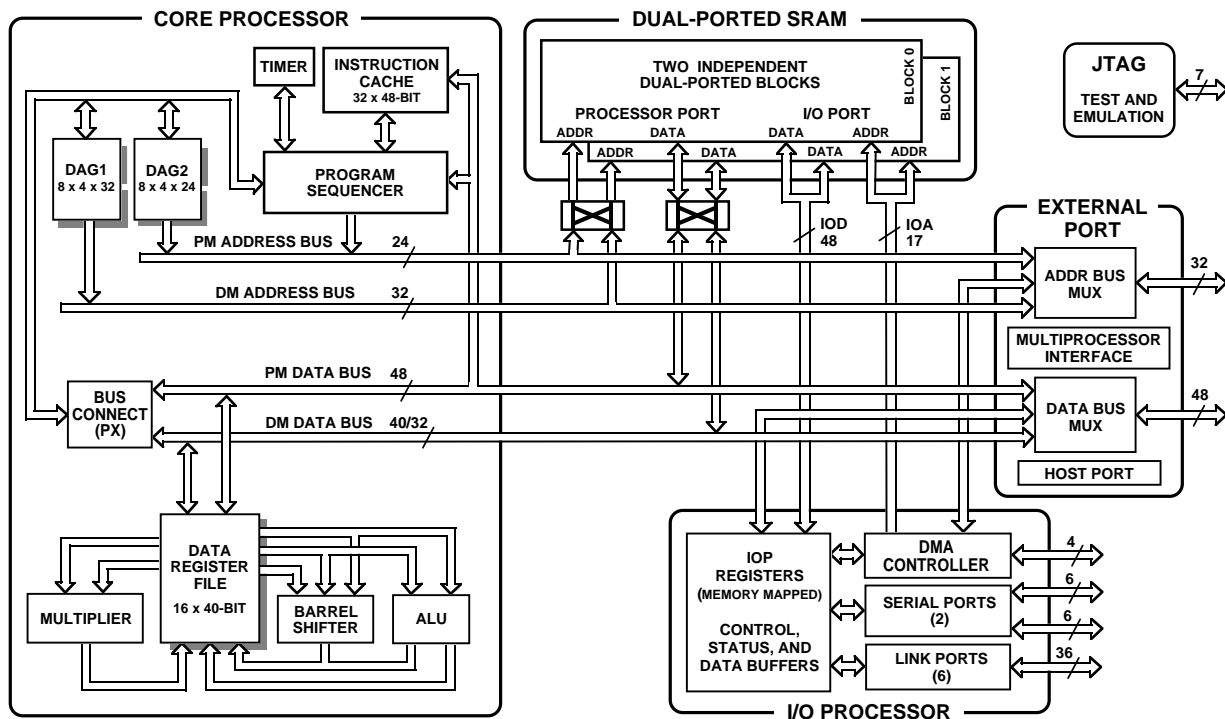 CORE PROCESSOR
TIMER
INSTRUCTION
CACHE
32 x 48-BIT
DAG1
8 x 4 x 32
DAG2
8 x 4 x 24
PROGRAM
SEQUENCER
PM ADDRESS BUS 24
DM ADDRESS BUS 32
PM DATA BUS 48
BUS
CONNECT
(PX)
DM DATA BUS 40/32
DATA
REGISTER
FILE
16 x 40-BIT
MULTIPLIER
BARREL
SHIFTER
ALU
DUAL-PORTED SRAM
TWO INDEPENDENT
DUAL-PORTED BLOCKS
BLOCK 0
BLOCK 1
PROCESSOR PORT I/O PORT
ADDR DATA DATA ADDR
ADDR DATA DATA ADDR
IOD
48
IOA
17
JTAG
TEST AND
EMULATION
7
EXTERNAL
PORT
ADDR BUS
MUX
32
MULTIPROCESSOR
INTERFACE
DATA BUS
MUX
48
HOST PORT
IOP
REGISTERS
(MEMORY MAPPED)
CONTROL,
STATUS, AND
DATA BUFFERS
DMA
CONTROLLER
4
SERIAL PORTS
(2)
6
6
LINK PORTS
(6)
36
I/O PROCESSOR